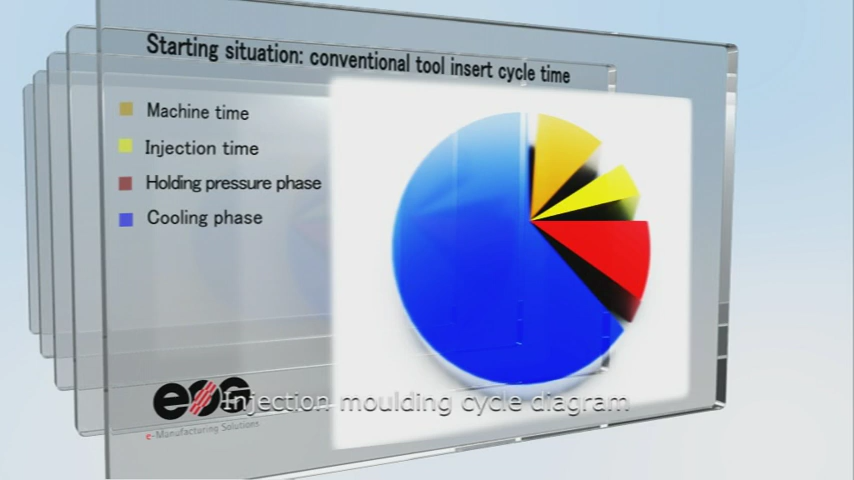 Starting situation: conventional tool insert cycle time
Machine time
Injection time
Holding pressure phase
Cooling phase
eos
Injection moulding cycle diagram
e-Manufacturing Solutions